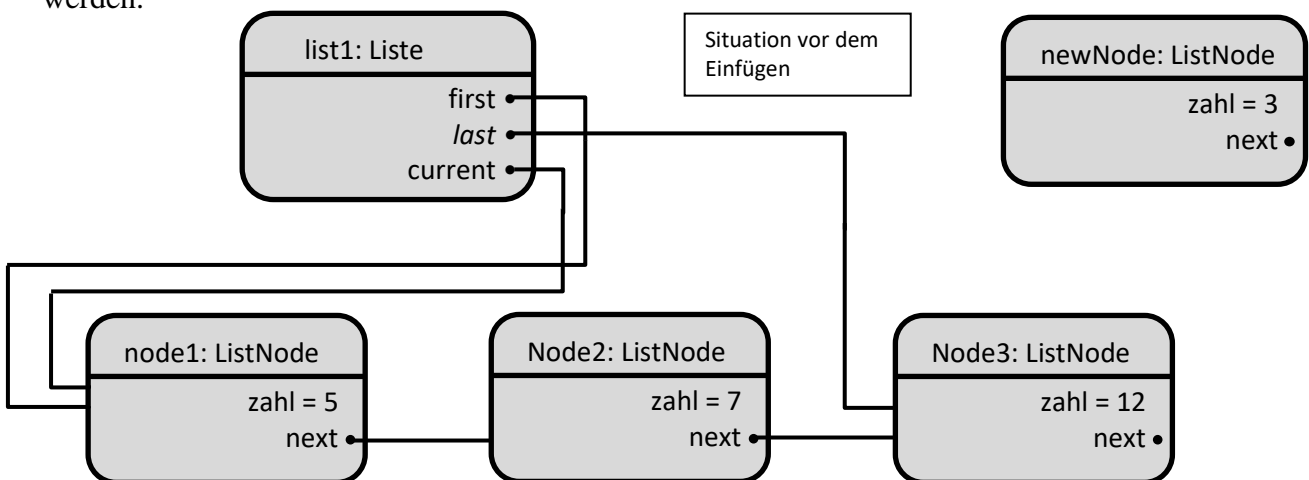 werden.
list1: Liste
first
last
current
Situation vor dem
Einfügen
newNode: ListNode
zahl = 3
next
node1: ListNode
zahl = 5
next
Node2: ListNode
zahl = 7
next
Node3: ListNode
zahl = 12
next